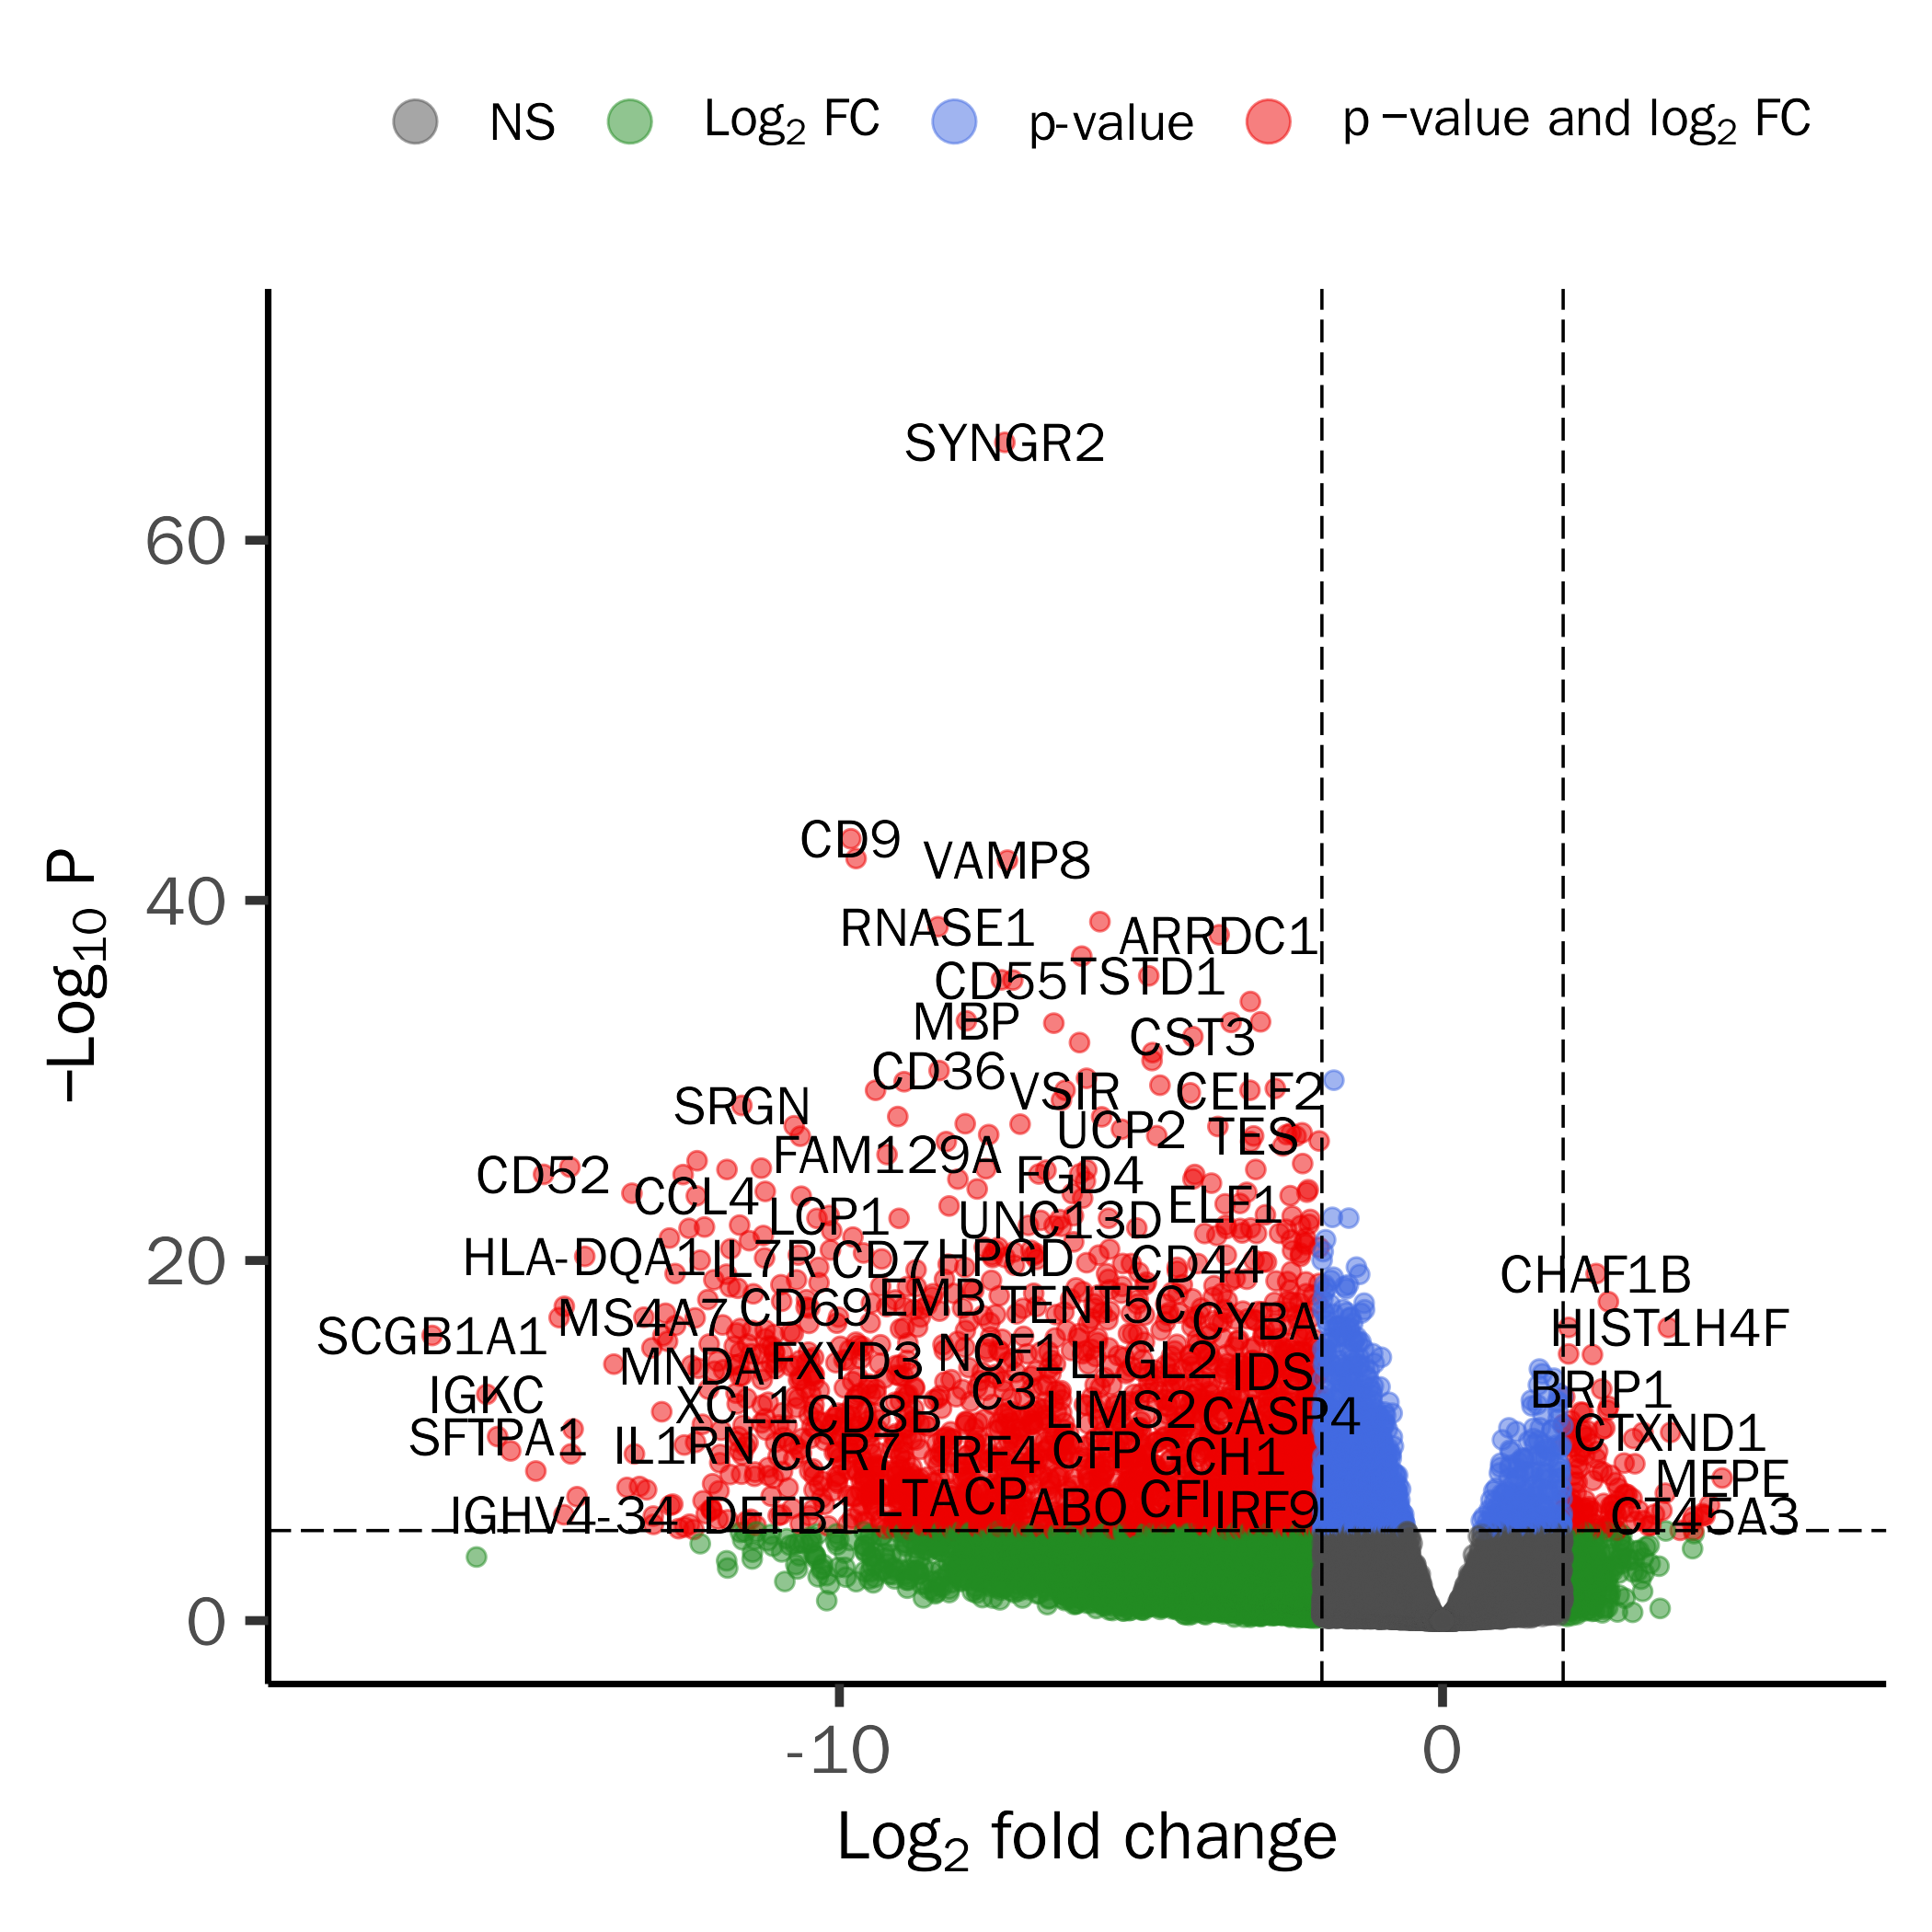 NS Log2 FC p-value p −value and log2 FC
SYNGR2
60
CD9
VAMP8
40
RNASE1 ARRDC1
CD55 TSTD1
MBP CST3
CD36
SRGN VSIR CELF2
UCP2 TES
FAM129A
CD52 FGD4
CCL4 ELF1
LCP1 UNC13D
HLA-DQA1 IL7R CD7 HPGD CD44
20
CHAF1B
MS4A7 CD69 EMB TENT5C
SCGB1A1 CYBA HIST1H4F
MNDA FXYD3 NCF1 LLGL2 IDS
IGKC C3 BRIP1
XCL1 CD8B LIMS2 CASP4
SFTPA1 IL1RN CCR7 IRF4 CFP GCH1 CTXND1
MEPE
LTA CP ABO CFI IRF9
IGHV4-34 DEFB1 CT45A3
0
-10 0
Log2 fold change
−Log10 P